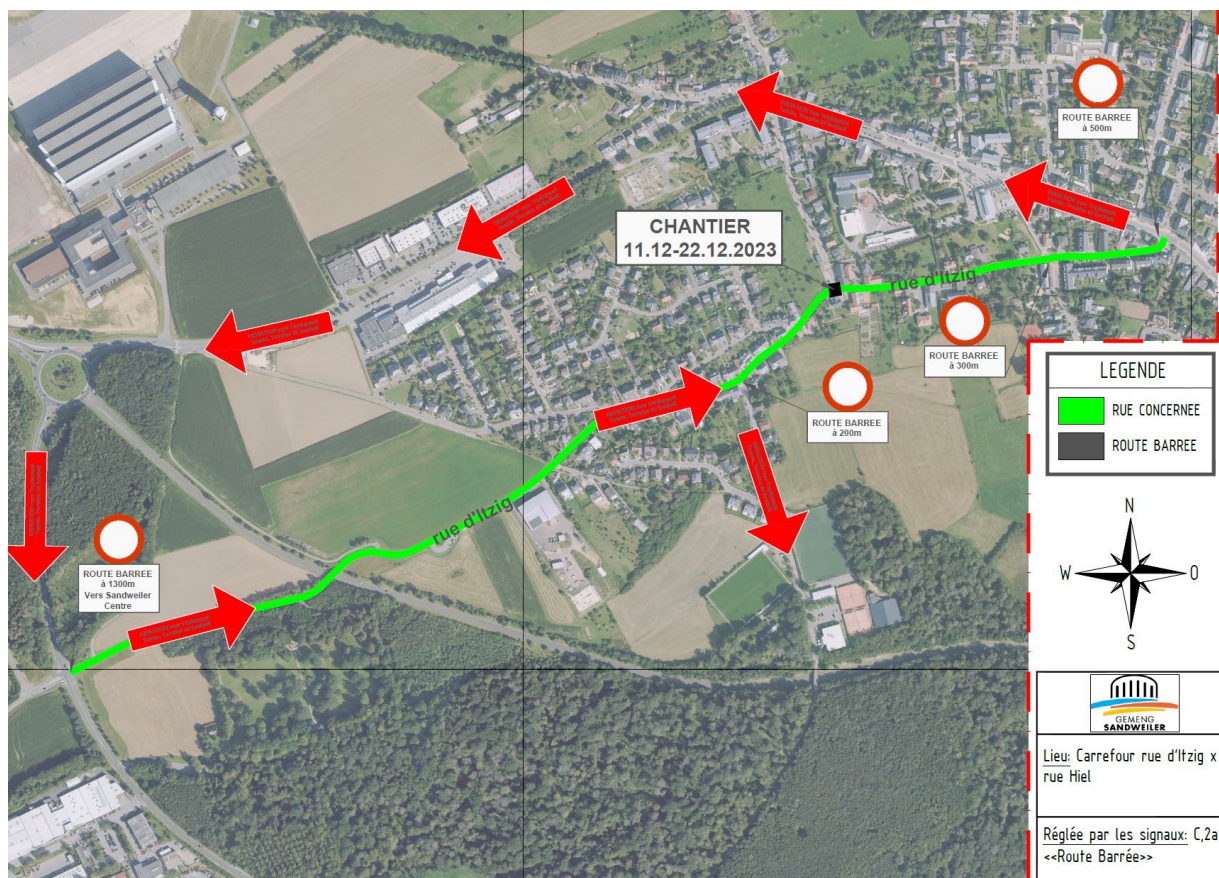 ROUTE BARREE
à 500m
CHANTIER
11.12-22.12.2023
rue d'Itzig
ROUTE BARREE
à 300m
ROUTE BARREE
à 200m
rue d'Itzig
ROUTE BARREE
à 1300m
Vers Sandweiler
Centre
LEGENDE
RUE CONCERNEE
ROUTE BARREE
N
W
O
S
GEMENG
SANDWEILER
Lieu: Carrefour rue d'Itzig x
rue Hiel
Réglée par les signaux: C,2a
<<Route Barrée>>